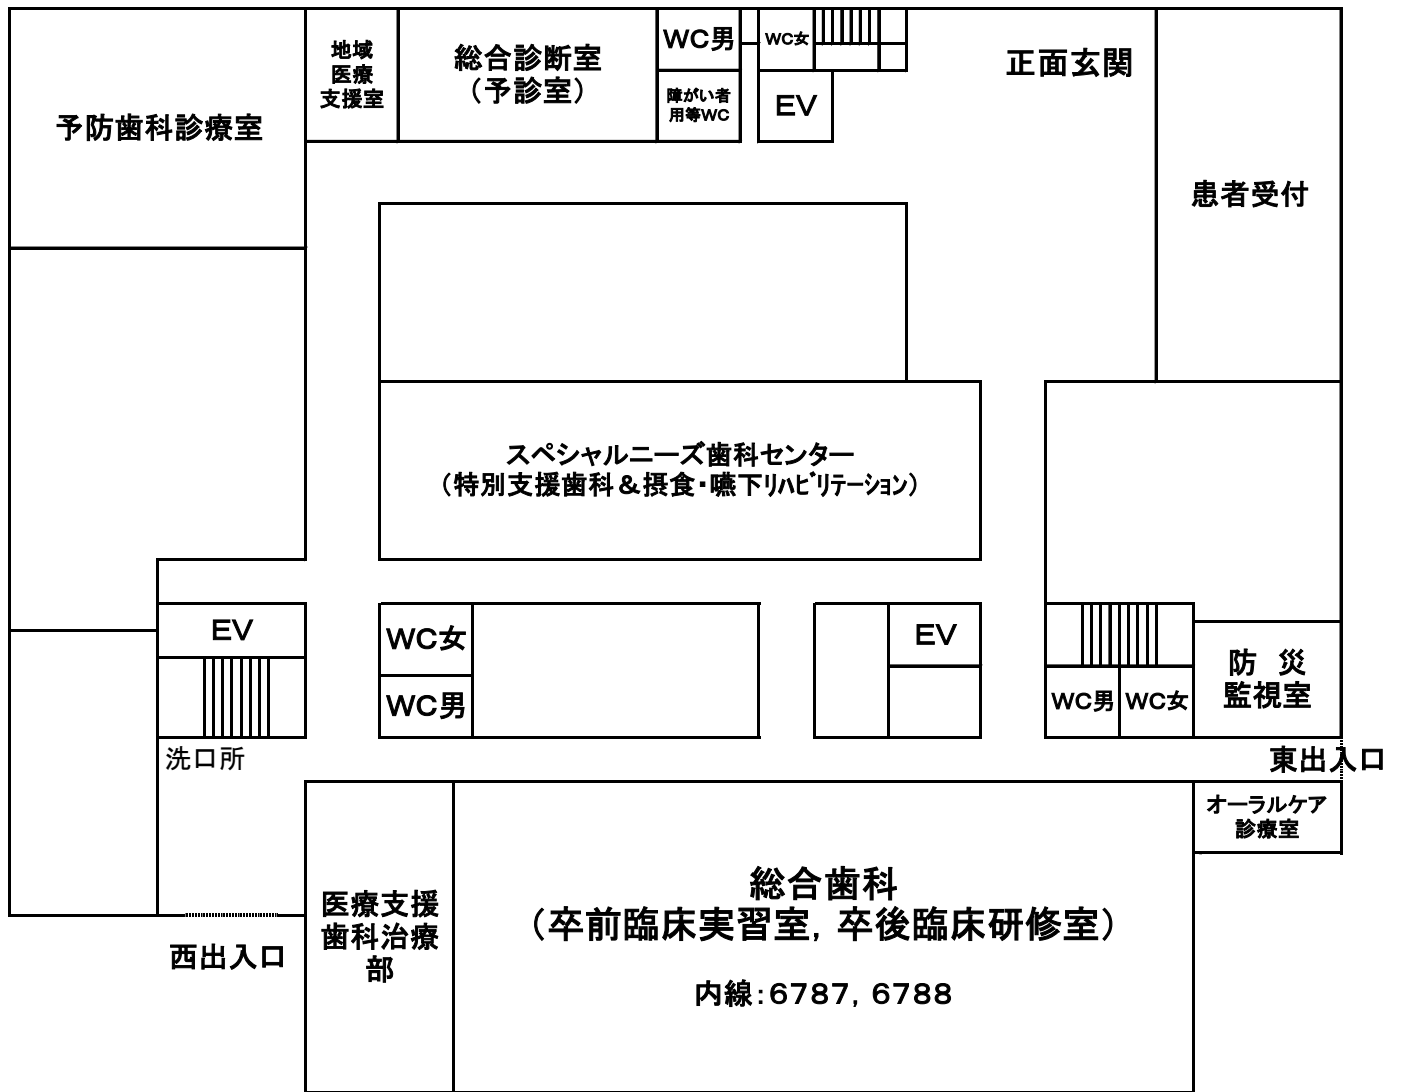 地域
医療
支援室
総合診断室
（予診室）
WC男
WC女
正面玄関
障がい者
用等WC
EV
予防歯科診療室
患者受付
スペシャルニーズ歯科センター
（特別支援歯科＆摂食・嚥下ﾘﾊﾋﾞﾘﾃｰｼｮﾝ）
EV
WC女
WC男
EV
WC男
WC女
防　災
監視室
洗口所
東出入口
オーラルケア
診療室
医療支援
歯科治療
部
総合歯科
（卒前臨床実習室，卒後臨床研修室）
内線：6787，6788
西出入口